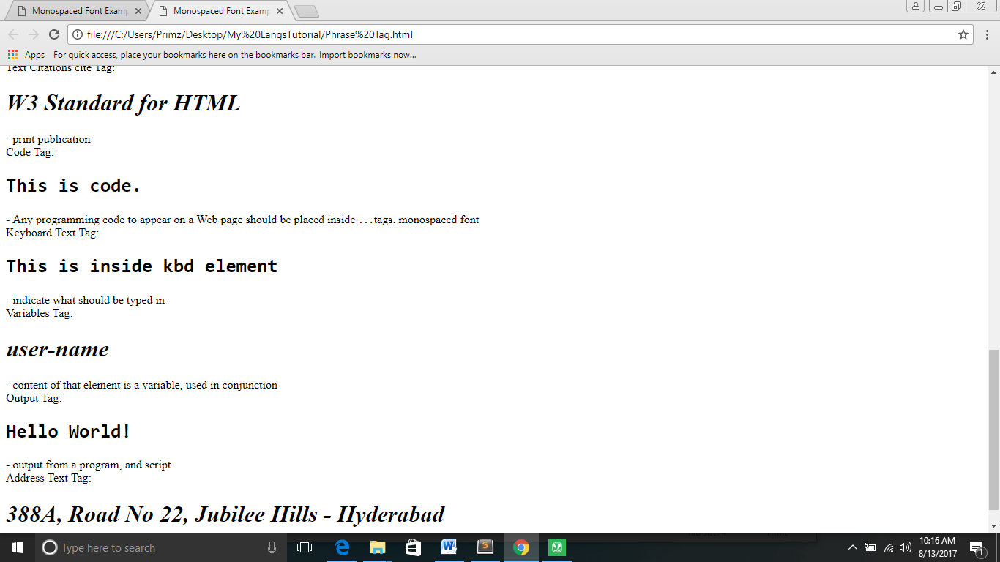 Monospaced Font Examp
Monospaced Font Examp
file:///C:/Users/Primz/Desktop/My%20LangsTutorial/Phrase%20Tag.html
Apps For quick access, place your bookmarks here on the bookmarks bar. Import bookmarks now...
Text Citations cite Tag:
W3 Standard for HTML
- print publication
Code Tag:
This is code.
- Any programming code to appear on a Web page should be placed inside ...tags. monospaced font
Keyboard Text Tag:
This is inside kbd element
- indicate what should be typed in
Variables Tag:
user-name
- content of that element is a variable, used in conjunction
Output Tag:
Hello World!
- output from a program, and script
Address Text Tag:
388A, Road No 22, Jubilee Hills - Hyderabad
Type here to search
10:16 AM
8/13/2017
1